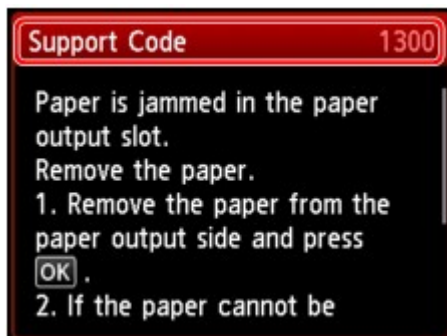 Support Code 1300
Paper is jammed in the paper
output slot.
Remove the paper.
1. Remove the paper from the
paper output side and press
OK .
2. If the paper cannot be